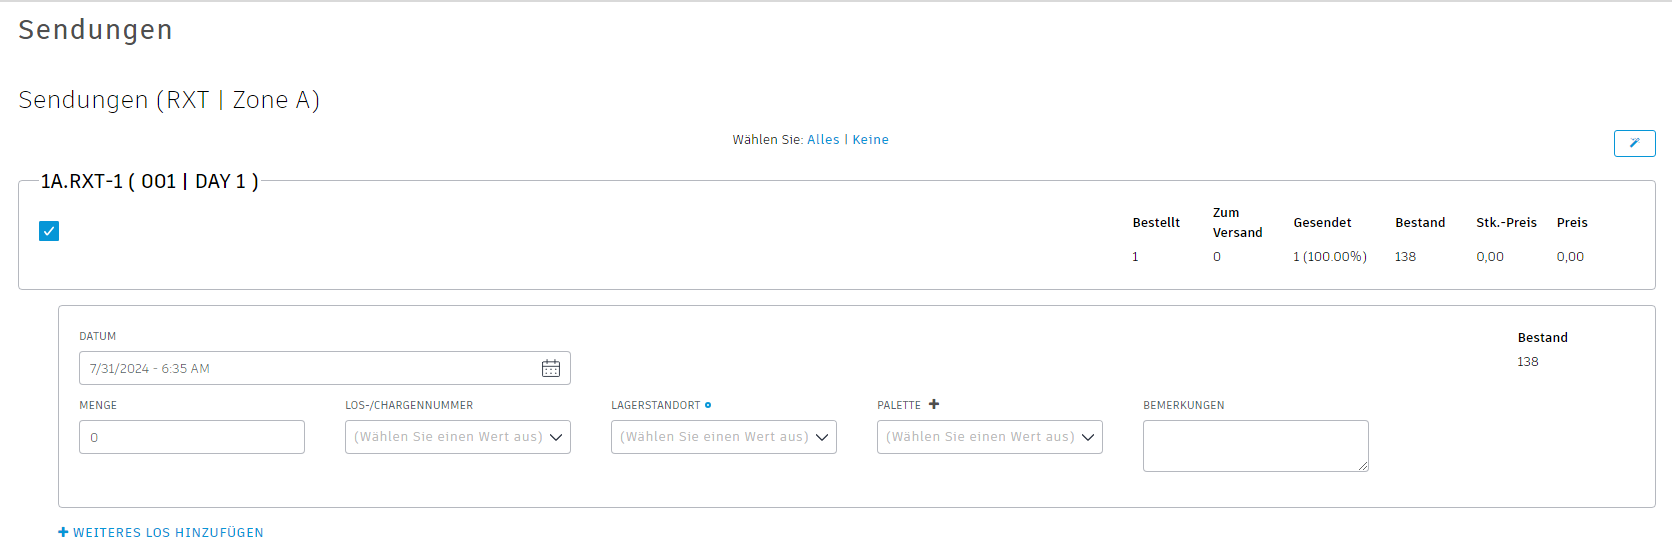 Sendungen
Sendungen (RXT | Zone A)
Wählen Sie: Alles | Keine
1A.RXT-1 ( 001 | DAY 1 )
Bestellt Zum Versand Gesendet Bestand Stk.-Preis Preis
1 0 1 (100.00%) 138 0,00 0,00
DATUM Bestand
7/31/2024 - 6:35 AM 138
MENGE LOS-/CHARGENNUMMER LAGERSTANDORT PALETTE BEMERKUNGEN
0 (Wählen Sie einen Wert aus) (Wählen Sie einen Wert aus) (Wählen Sie einen Wert aus)
+ WEITERES LOS HINZUFÜGEN